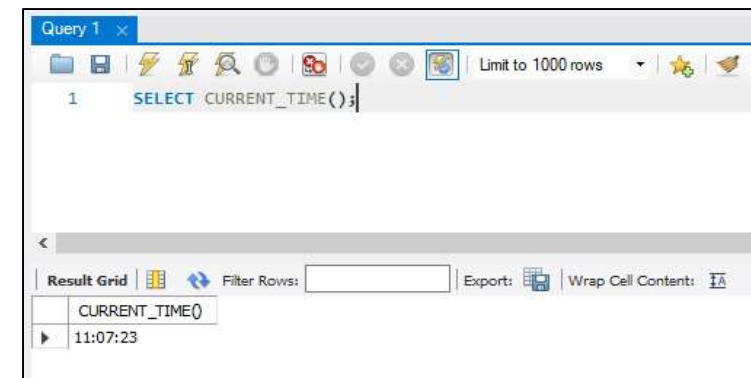 Query 1
Limit to 1000 rows
1 SELECT CURRENT_TIME();
Result Grid Filter Rows: Export: Wrap Cell Content: IA
CURRENT_TIME()
11:07:23